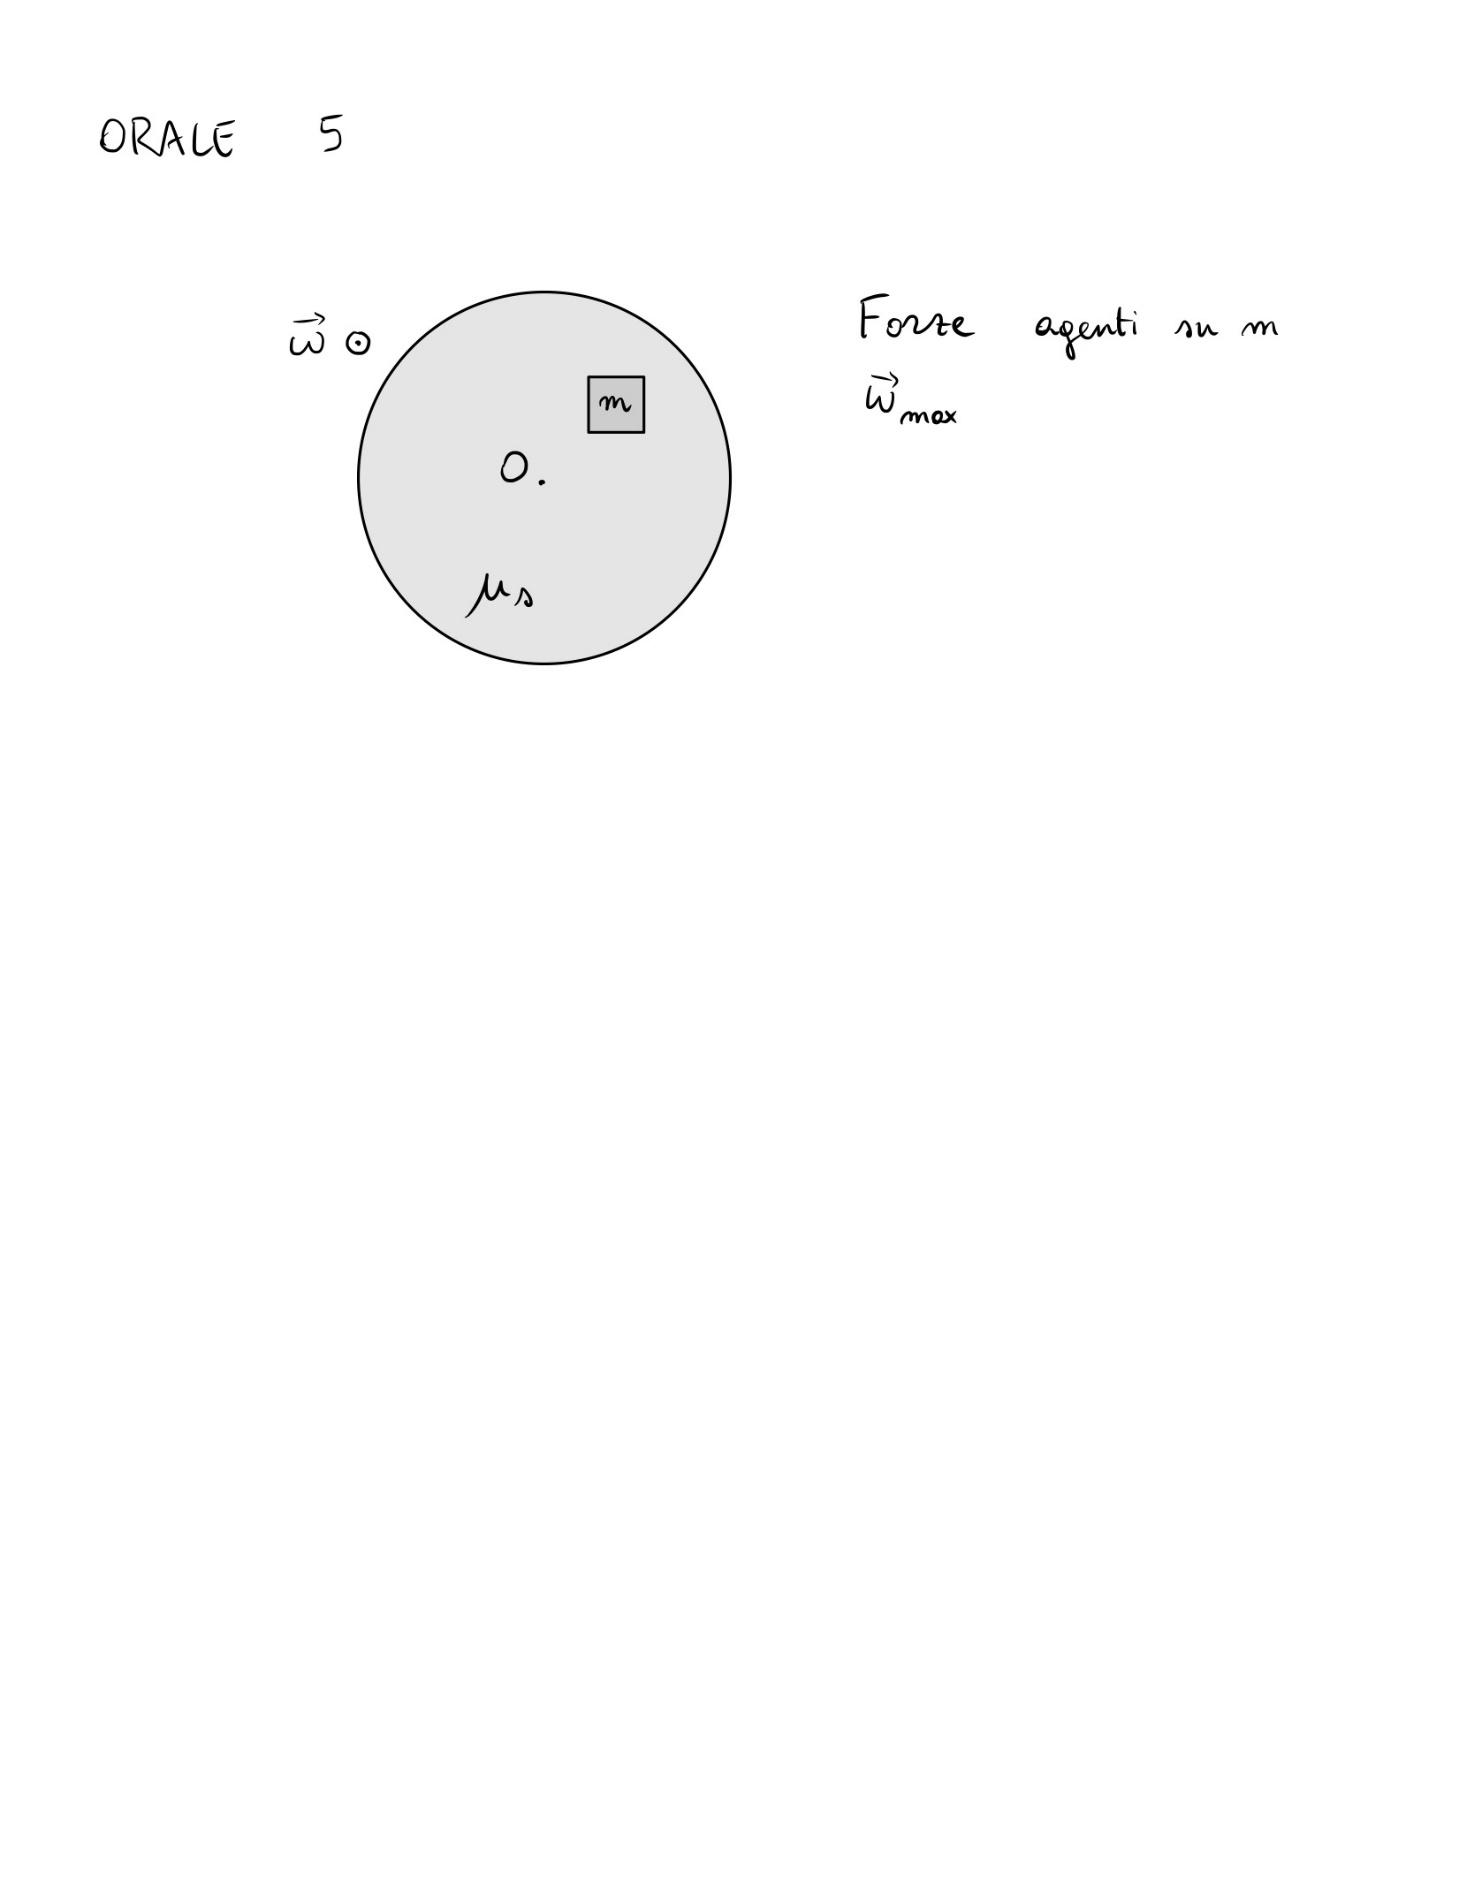 ORALE 5
Forze agenti su m
ω⃗ ⊙
ω⃗ max
m
O.
μs